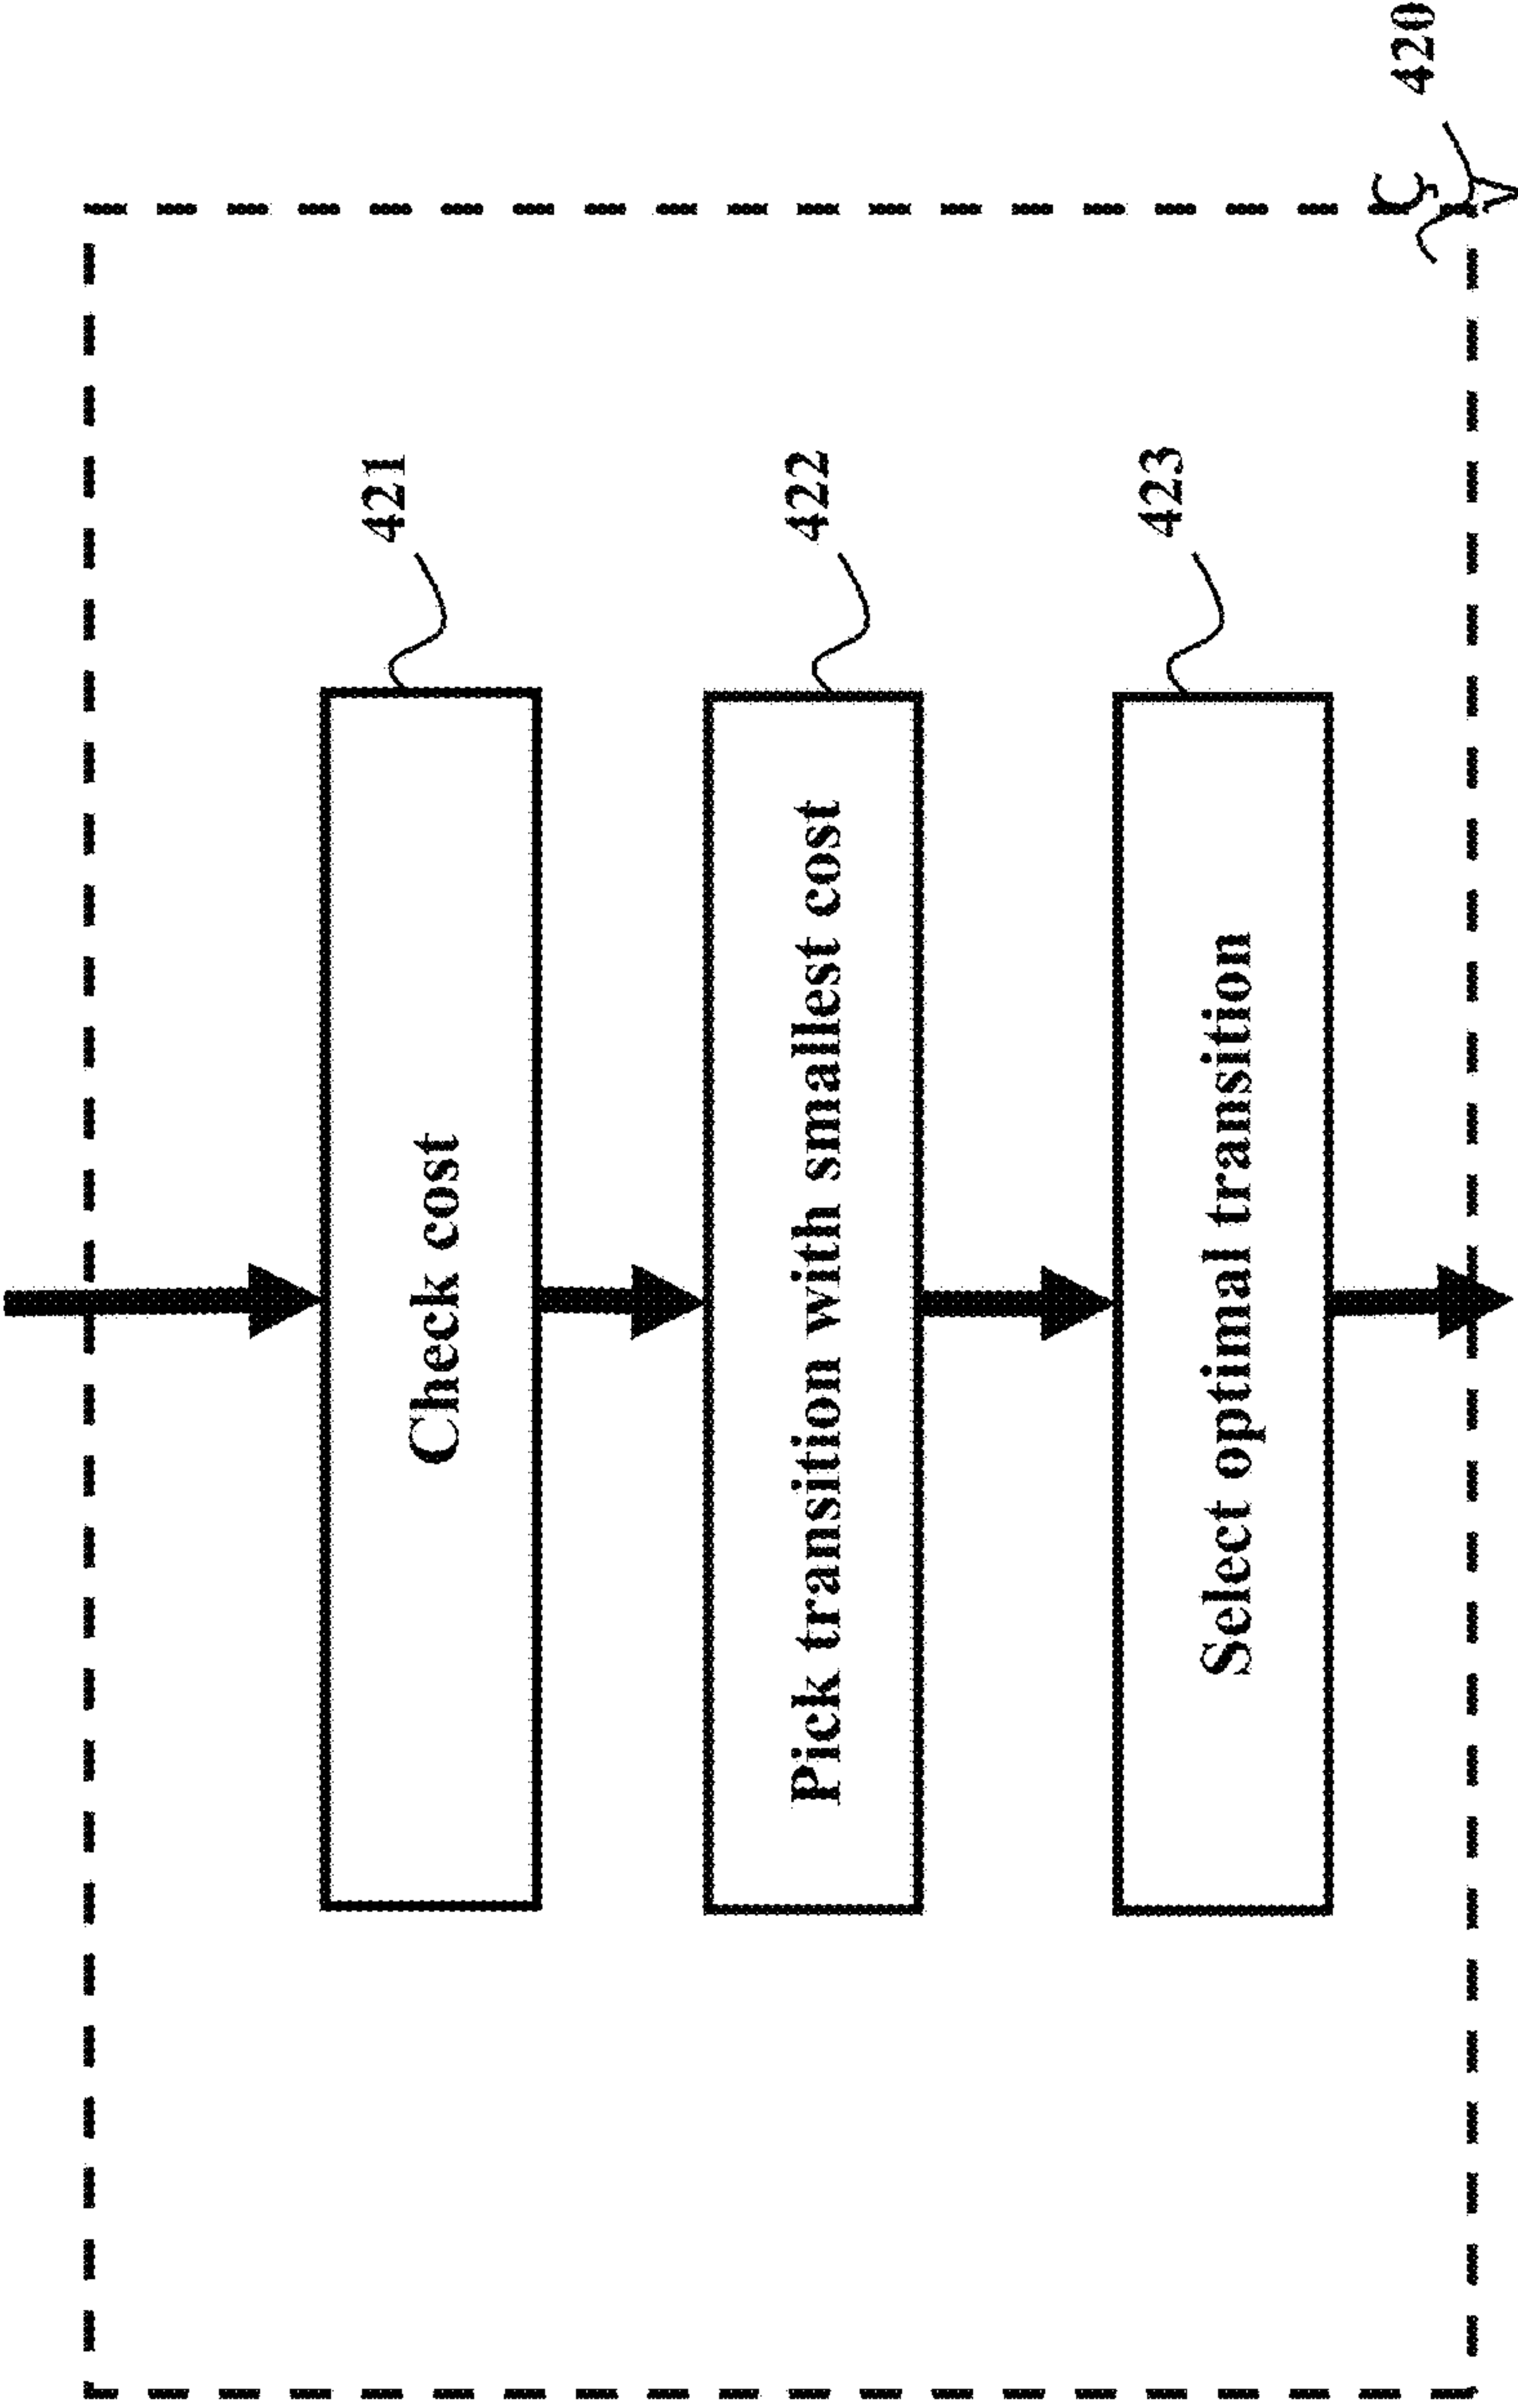 420
421
Check cost
422
Pick transition with smallest cost
423
Select optimal transition